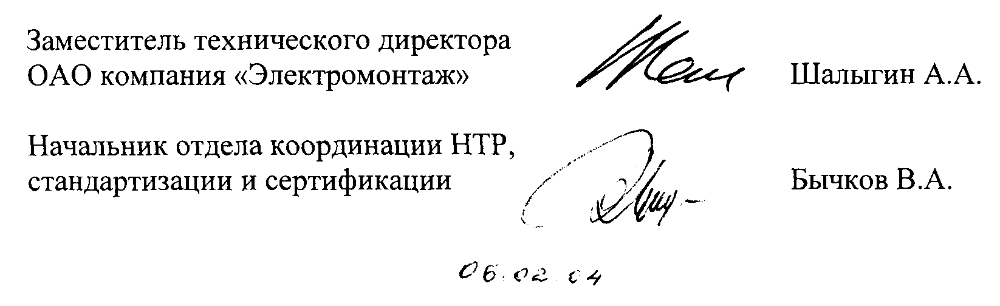 Заместитель технического директора
ОАО компания «Электромонтаж» Шалыгин А.А.
Начальник отдела координации НТР,
стандартизации и сертификации Бычков В.А.
06.02.04